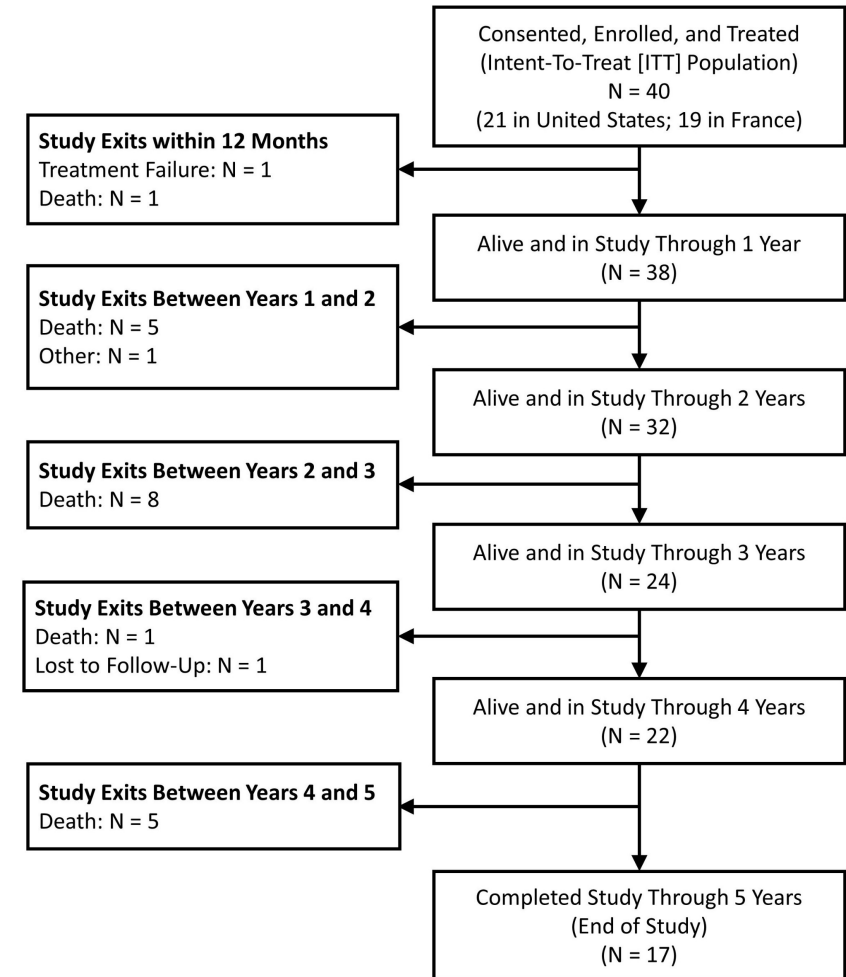 Consented, Enrolled, and Treated
(Intent-To-Treat [ITT] Population)
N = 40
(21 in United States; 19 in France)
Study Exits within 12 Months
Treatment Failure: N = 1
Death: N = 1
Alive and in Study Through 1 Year
(N = 38)
Study Exits Between Years 1 and 2
Death: N = 5
Other: N = 1
Alive and in Study Through 2 Years
(N = 32)
Study Exits Between Years 2 and 3
Death: N = 8
Alive and in Study Through 3 Years
(N = 24)
Study Exits Between Years 3 and 4
Death: N = 1
Lost to Follow-Up: N = 1
Alive and in Study Through 4 Years
(N = 22)
Study Exits Between Years 4 and 5
Death: N = 5
Completed Study Through 5 Years
(End of Study)
(N = 17)